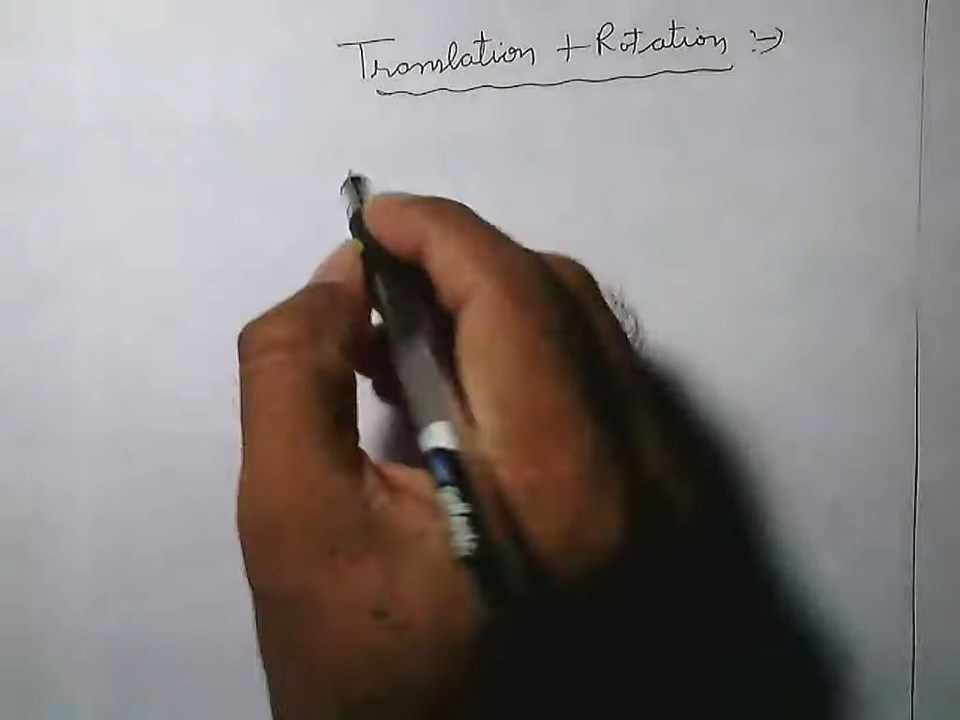 Translation + Rotation :→